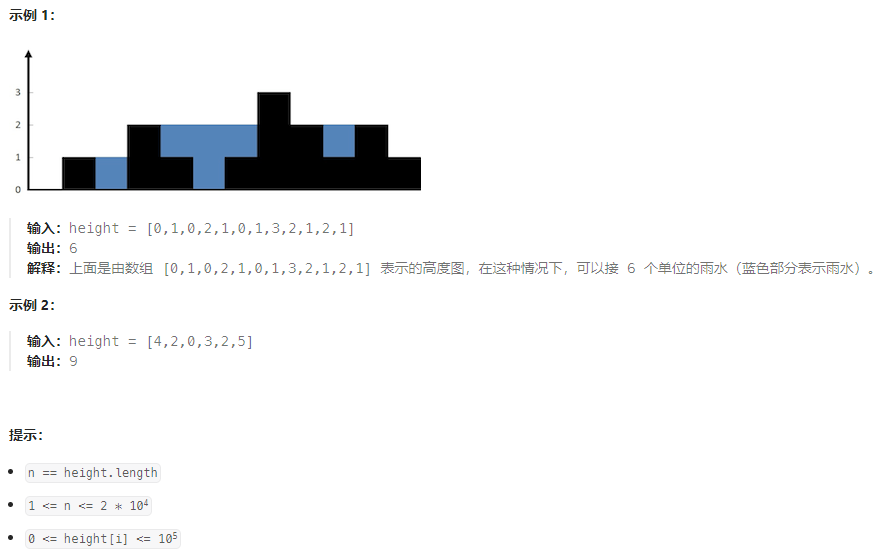 示例 1：
3
2
1
0
输入：height = [0,1,0,2,1,0,1,3,2,1,2,1]
输出：6
解释：上面是由数组 [0,1,0,2,1,0,1,3,2,1,2,1] 表示的高度图，在这种情况下，可以接 6 个单位的雨水（蓝色部分表示雨水）。
示例 2：
输入：height = [4,2,0,3,2,5]
输出：9
提示：
n == height.length
1 <= n <= 2 * 10⁴
0 <= height[i] <= 10⁵